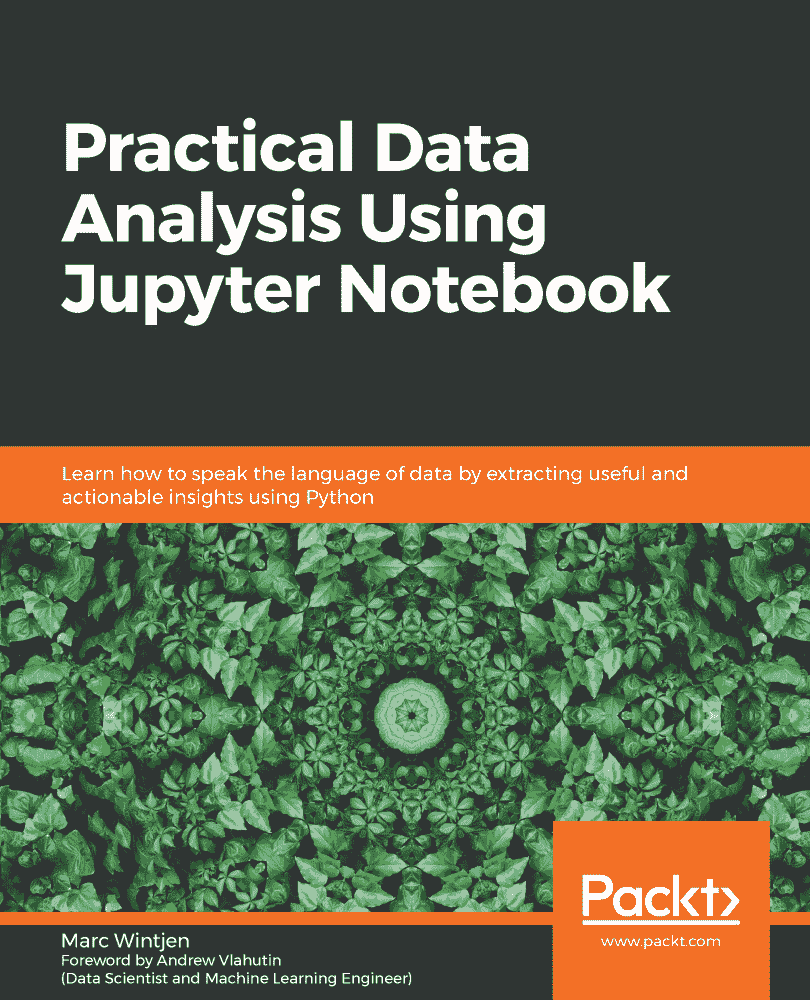 Practical Data
Analysis Using
Jupyter Notebook
Learn how to speak the language of data by extracting useful and
actionable insights using Python
Marc Wintjen
Foreword by Andrew Vlahutin
(Data Scientist and Machine Learning Engineer)
Packt>
www.packt.com